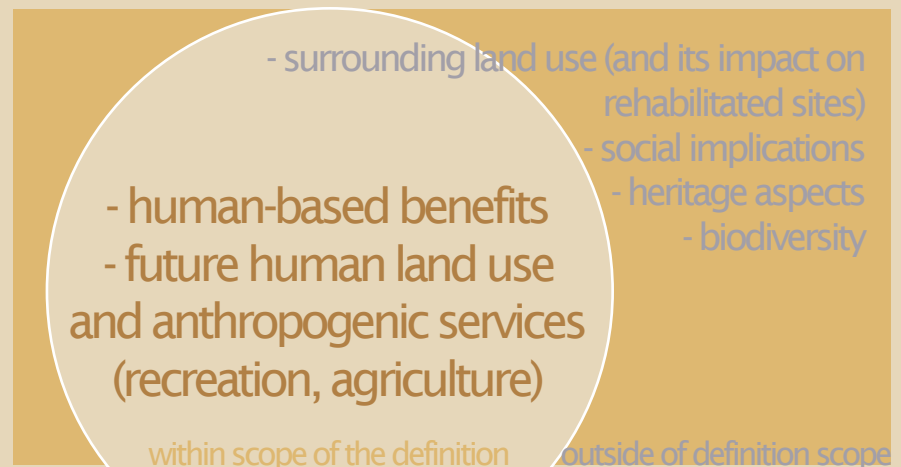 - surrounding land use (and its impact on
rehabilitated sites)
- social implications
- heritage aspects
- biodiversity
- human-based benefits
- future human land use
and anthropogenic services
(recreation, agriculture)
within scope of the definition
outside of definition scope